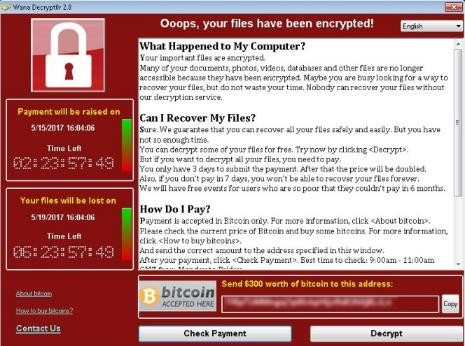 Wana Decrypt0r 2.0
Ooops, your files have been encrypted!
English
Payment will be raised on
5/15/2017 16:04:06
Time Left
02:23:57:49
Your files will be lost on
5/19/2017 16:04:06
Time Left
06:23:57:49
About bitcoin
How to buy bitcoins?
Contact Us
What Happened to My Computer?
Your important files are encrypted.
Many of your documents, photos, videos, databases and other files are no longer
accessible because they have been encrypted. Maybe you are busy looking for a way to
recover your files, but do not waste your time. Nobody can recover your files without
our decryption service.
Can I Recover My Files?
Sure. We guarantee that you can recover all your files safely and easily. But you have
not so enough time.
You can decrypt some of your files for free. Try now by clicking <Decrypt>.
But if you want to decrypt all your files, you need to pay.
You only have 3 days to submit the payment. After that the price will be doubled.
Also, if you don't pay in 7 days, you won't be able to recover your files forever.
We will have free events for users who are so poor that they couldn't pay in 6 months.
How Do I Pay?
Payment is accepted in Bitcoin only. For more information, click <About bitcoin>.
Please check the current price of Bitcoin and buy some bitcoins. For more information,
click <How to buy bitcoins>.
And send the correct amount to the address specified in this window.
After your payment, click <Check Payment>. Best time to check: 9:00am - 11:00am
GMT from Monday to Friday.
bitcoin
ACCEPTED HERE
Send $300 worth of bitcoin to this address:
Copy
Check Payment
Decrypt